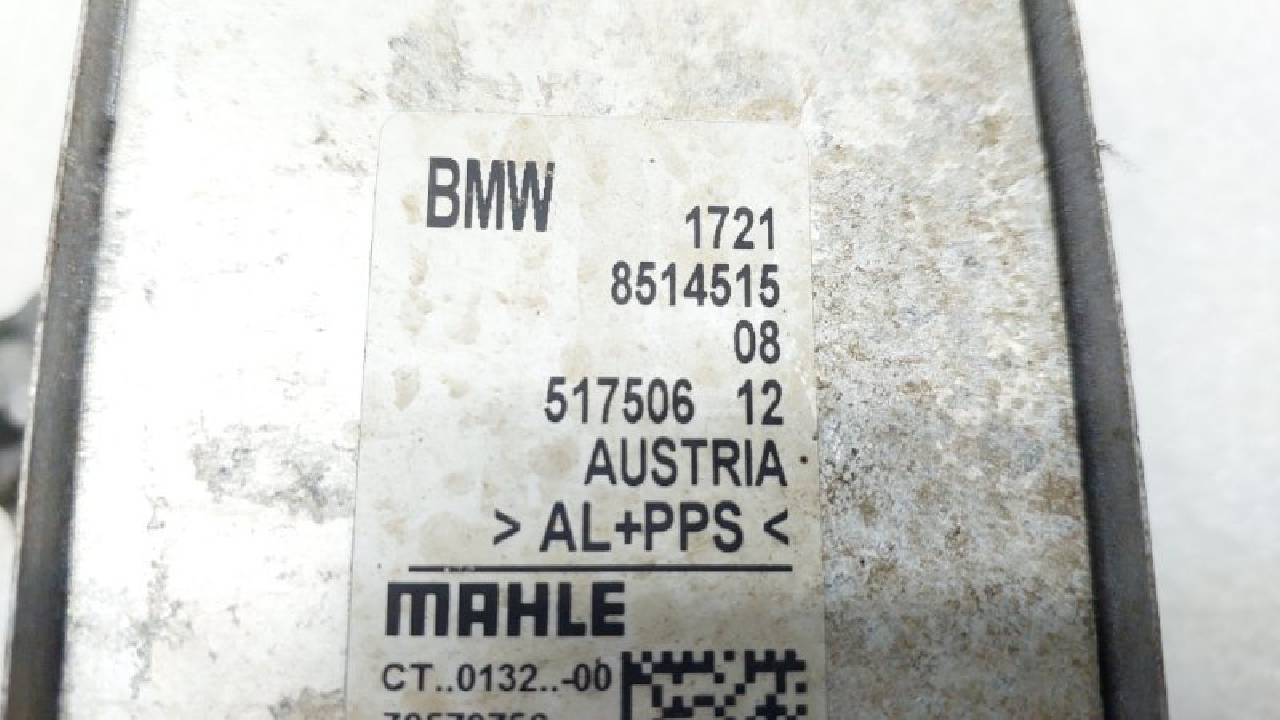 BMW
1721
8514515
08
517506 12
AUSTRIA
> AL+PPS <
MAHLE
CT..0132..-00